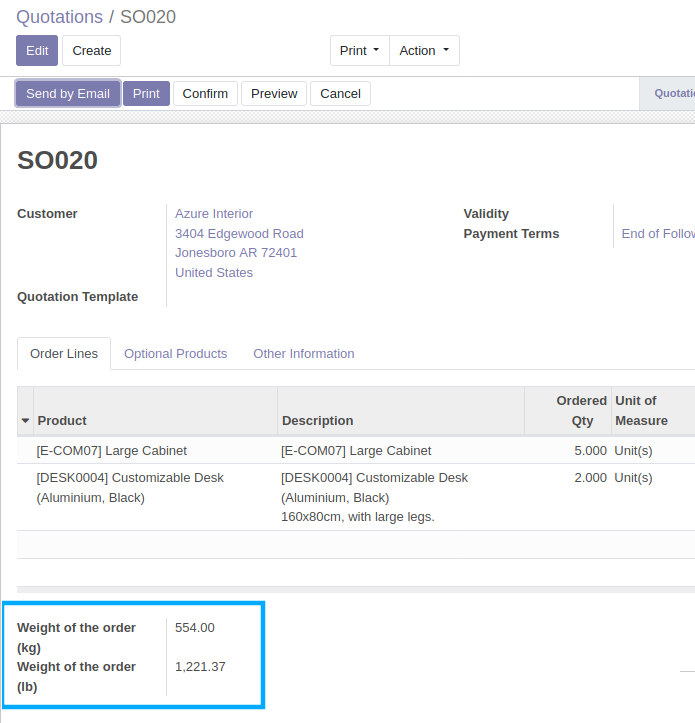 Quotations / SO020
Edit Create Print Action
Send by Email Print Confirm Preview Cancel Quotatio
SO020
Customer Azure Interior Validity
3404 Edgewood Road Payment Terms End of Follow
Jonesboro AR 72401
United States
Quotation Template
Order Lines Optional Products Other Information
Product Description Ordered Qty Unit of Measure
[E-COM07] Large Cabinet [E-COM07] Large Cabinet 5.000 Unit(s)
[DESK0004] Customizable Desk [DESK0004] Customizable Desk 2.000 Unit(s)
(Aluminium, Black) (Aluminium, Black)
160x80cm, with large legs.
Weight of the order 554.00
(kg)
Weight of the order 1,221.37
(lb)